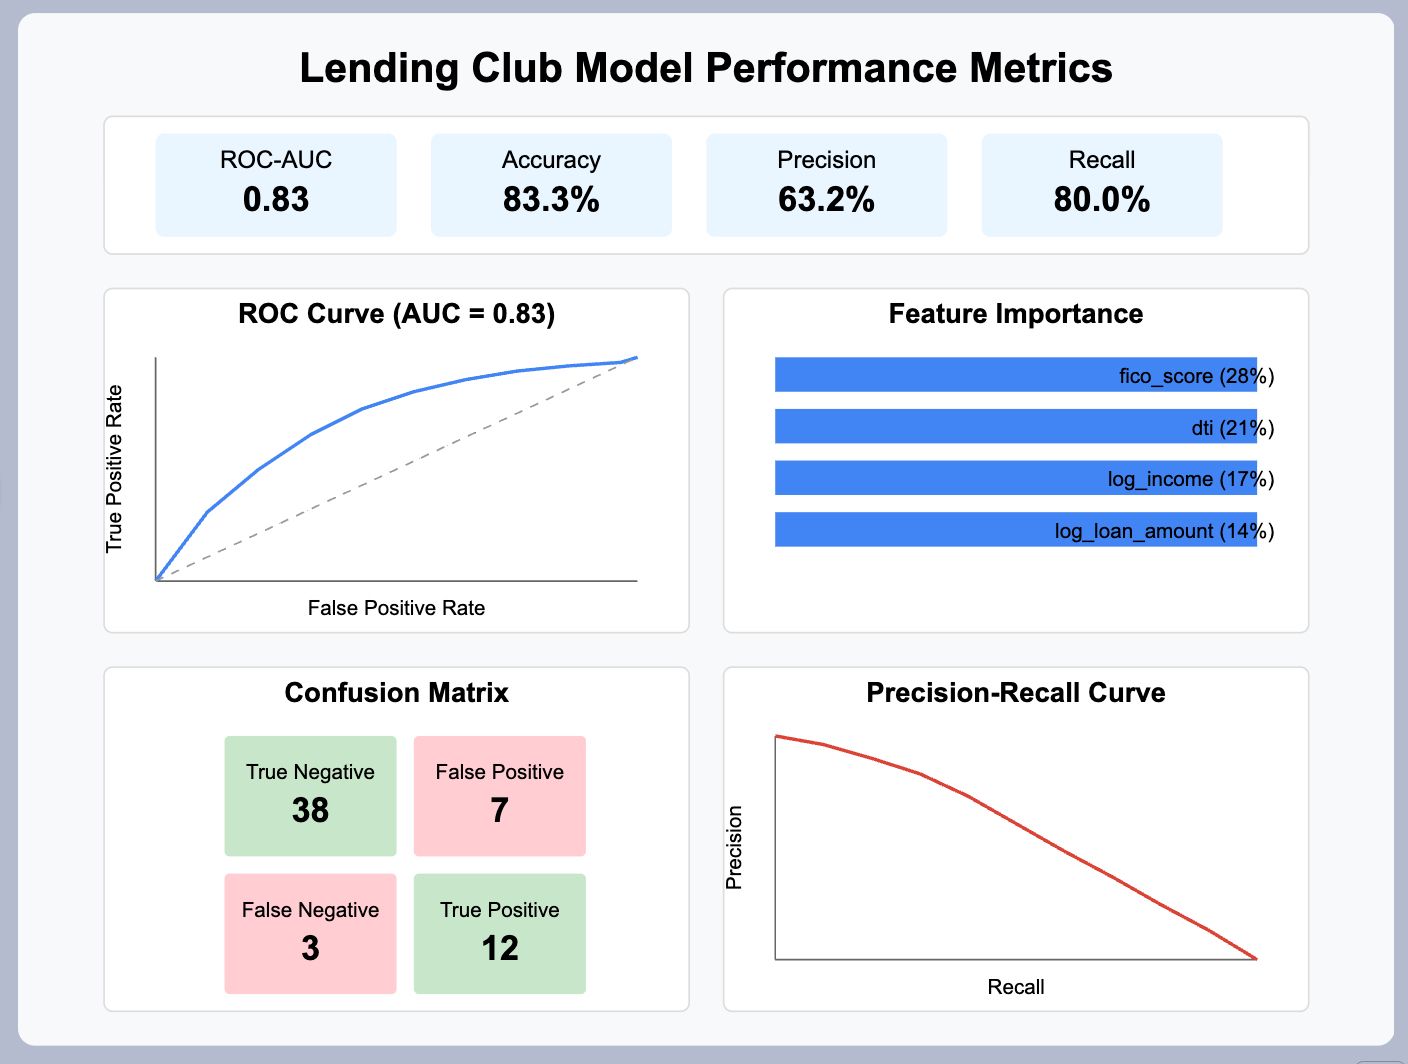 Lending Club Model Performance Metrics
ROC-AUC
0.83
Accuracy
83.3%
Precision
63.2%
Recall
80.0%
ROC Curve (AUC = 0.83)
True Positive Rate
False Positive Rate
Feature Importance
fico_score (28%)
dti (21%)
log_income (17%)
log_loan_amount (14%)
Confusion Matrix
True Negative
38
False Positive
7
False Negative
3
True Positive
12
Precision-Recall Curve
Precision
Recall